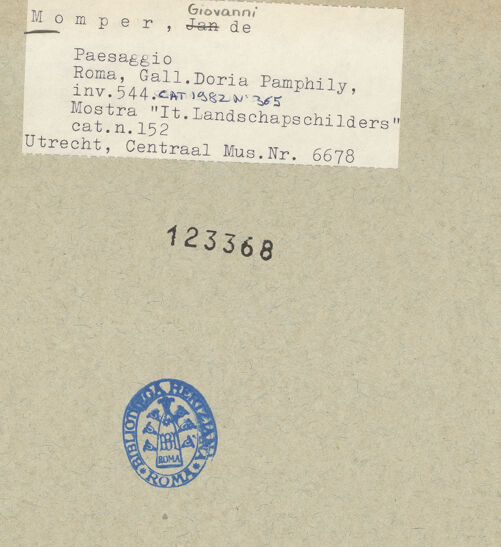 Giovanni
Momper, Jan de
Paesaggio
Roma, Gall.Doria Pamphily,
inv.544. CAT 1982 N° 365
Mostra "It.Landschapschilders"
cat.n.152
Utrecht, Centraal Mus.Nr. 6678
123368
BIBLIOTHECA HERTZIANA
ROMA
ROMA